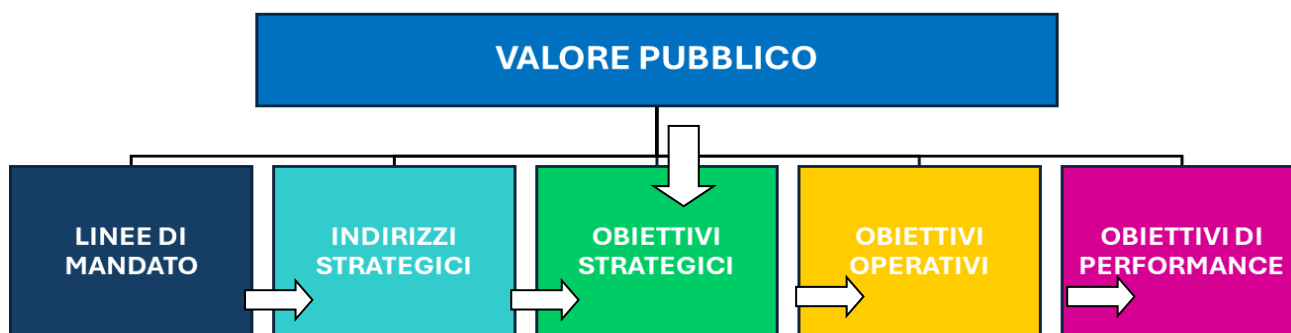 VALORE PUBBLICO
LINEE DI
MANDATO
INDIRIZZI
STRATEGICI
OBIETTIVI
STRATEGICI
OBIETTIVI
OPERATIVI
OBIETTIVI DI
PERFORMANCE